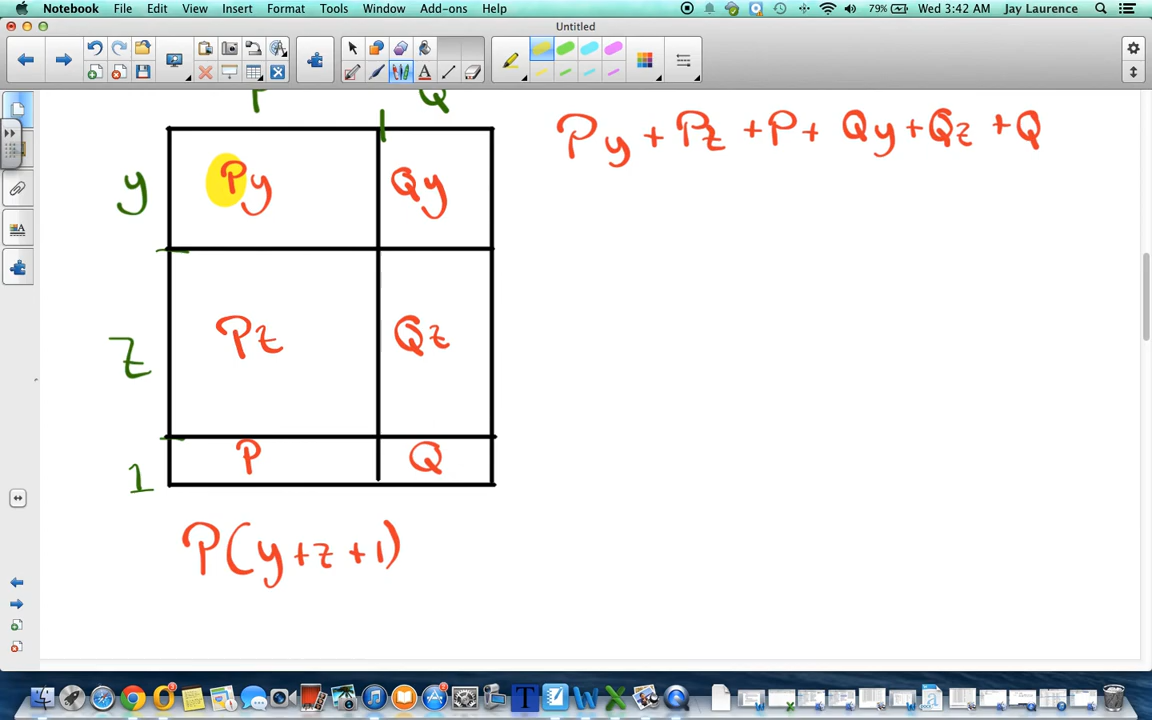 Notebook File Edit View Insert Format Tools Window Add-ons Help 79% Wed 3:42 AM Jay Laurence
Untitled
P Q
Py + Pz + P + Qy + Qz + Q
y Py Qy
z Pz Qz
1 P Q
P(y+z+1)